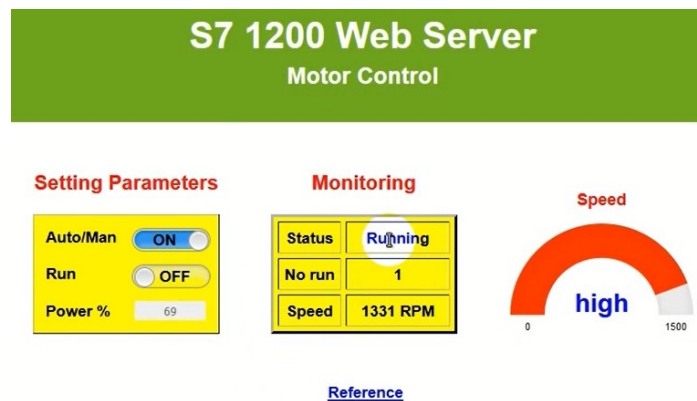 S7 1200 Web Server
Motor Control
Setting Parameters
Auto/Man ON
Run OFF
Power % 69
Monitoring
Status Running
No run 1
Speed 1331 RPM
Speed
high
0 1500
Reference